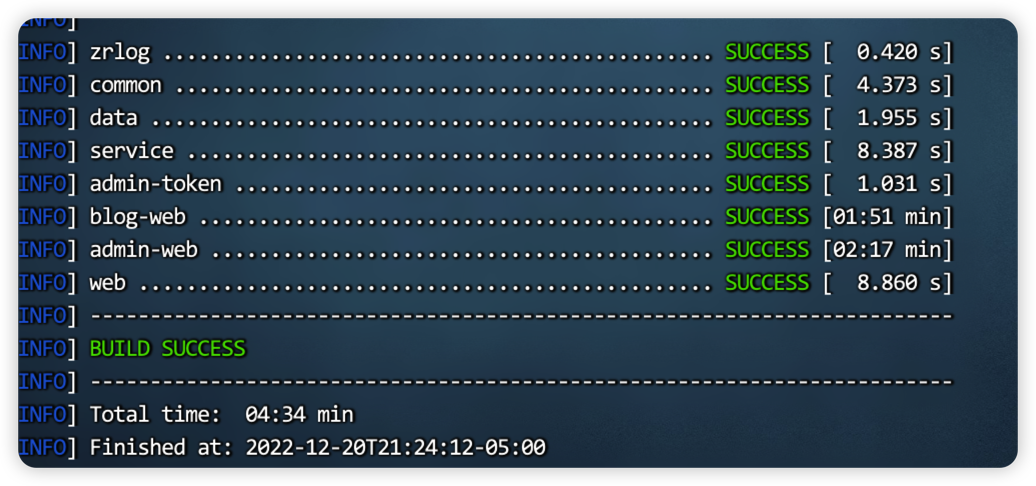 INFO]
INFO] zrlog .............................................. SUCCESS [  0.420 s]
INFO] common ............................................. SUCCESS [  4.373 s]
INFO] data ............................................... SUCCESS [  1.955 s]
INFO] service ............................................ SUCCESS [  8.387 s]
INFO] admin-token ........................................ SUCCESS [  1.031 s]
INFO] blog-web ........................................... SUCCESS [01:51 min]
INFO] admin-web .......................................... SUCCESS [02:17 min]
INFO] web ................................................ SUCCESS [  8.860 s]
INFO] ------------------------------------------------------------------------
INFO] BUILD SUCCESS
INFO] ------------------------------------------------------------------------
INFO] Total time:  04:34 min
INFO] Finished at: 2022-12-20T21:24:12-05:00